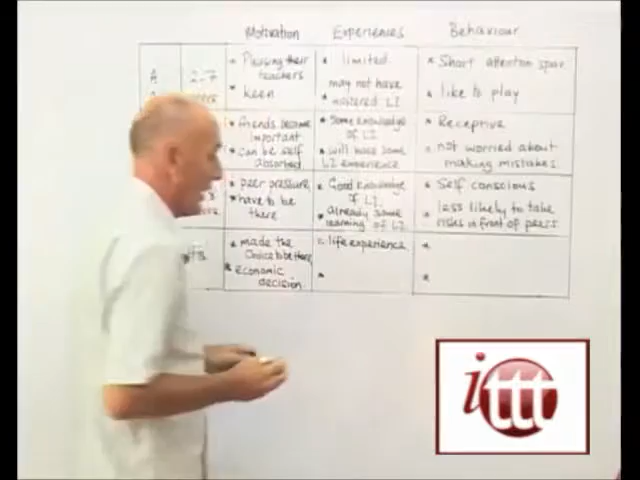 Motivation Experiences Behaviour
A 2-7 * Pleasing their teachers * limited * Short attention span
* keen may not have * mastered L1 * like to play
* friends become important * Some knowledge of L1 * Receptive
* can be self absorbed * will have some L2 experience * not worried about making mistakes
* peer pressure * Good knowledge of L1 * Self conscious
* have to be there * already some learning of L2 * less likely to take risks in front of peers
* made the choice to be there * life experience *
* economic decision * *
ittt